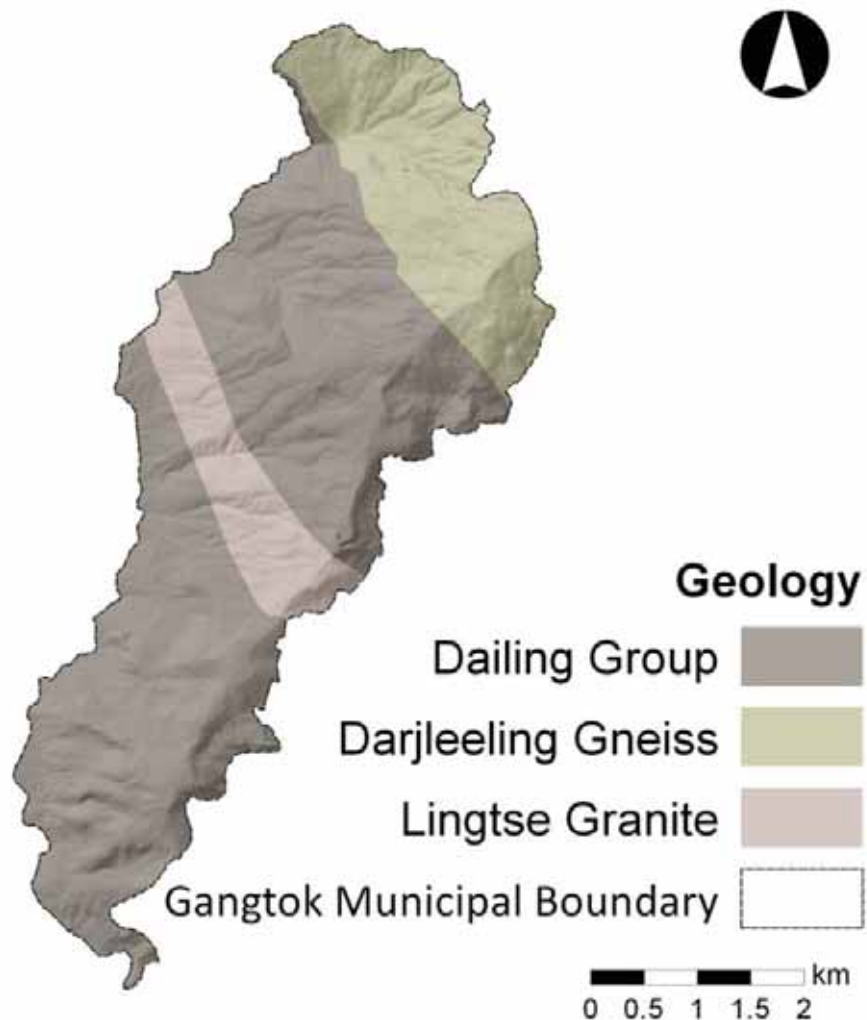 Geology
Dailing Group
Darjleeling Gneiss
Lingtse Granite
Gangtok Municipal Boundary
km
0 0.5 1 1.5 2